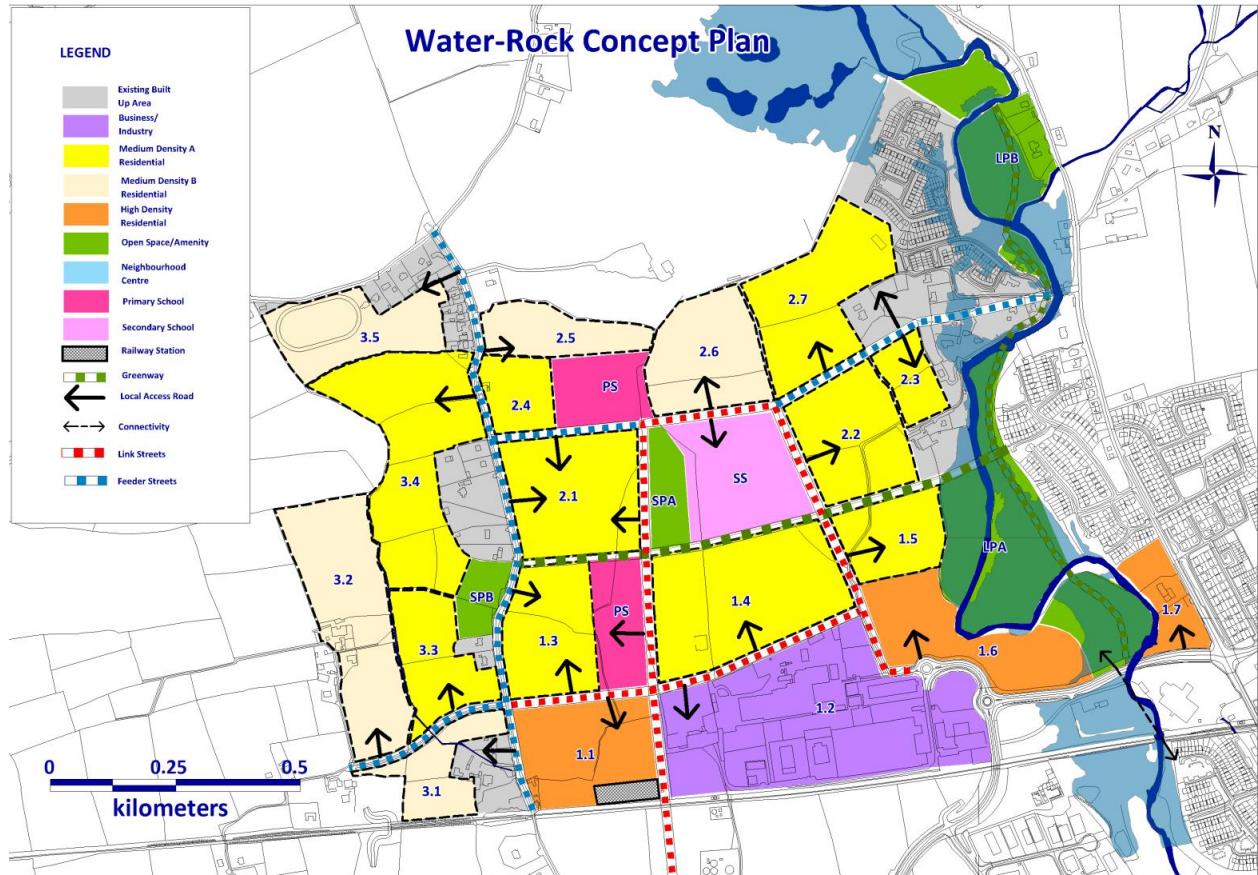 Water-Rock Concept Plan
LEGEND
Existing Built
Up Area
Business/
Industry
Medium Density A
Residential
Medium Density B
Residential
High Density
Residential
Open Space/Amenity
Neighbourhood
Centre
Primary School
Secondary School
Railway Station
Greenway
Local Access Road
Connectivity
Link Streets
Feeder Streets
N
LPB
2.7
3.5
2.5
2.6
2.3
PS
2.4
2.2
3.4
2.1
SPA
SS
1.5
LPA
3.2
SPB
1.4
PS
1.7
1.3
3.3
1.6
1.2
1.1
3.1
0 0.25 0.5
kilometers